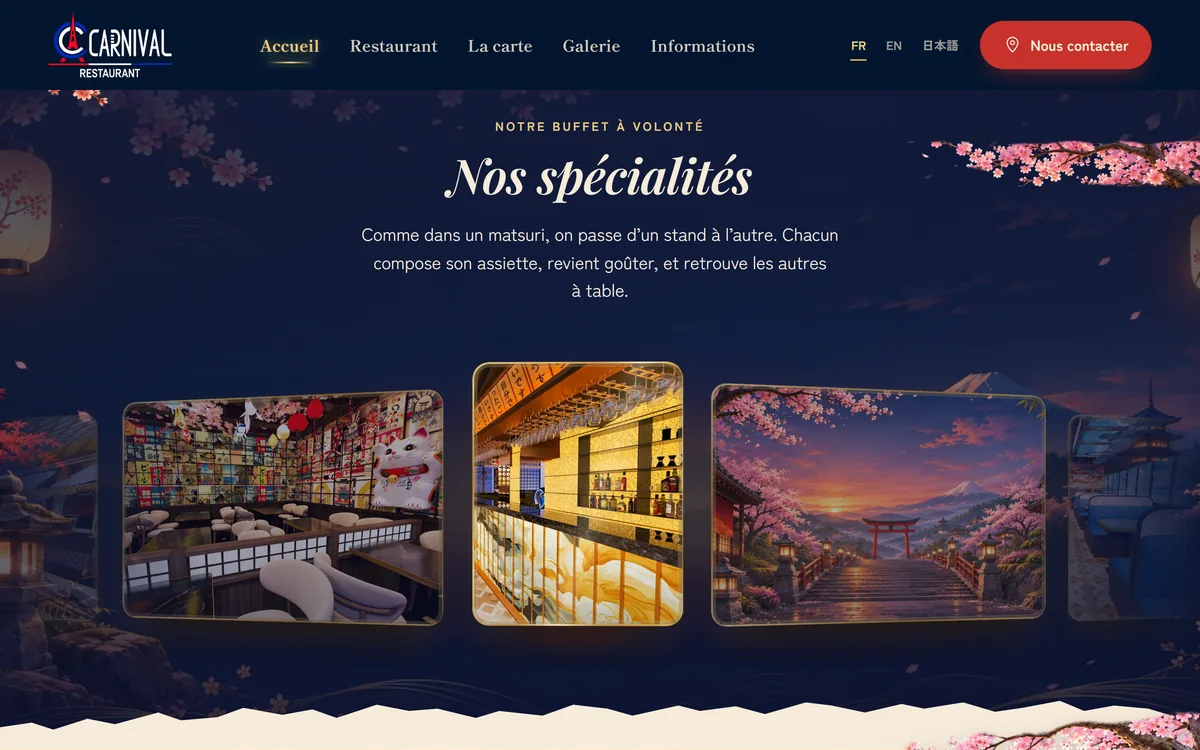 CARNIVAL
RESTAURANT
Accueil
Restaurant
La carte
Galerie
Informations
FR
EN
日本語
Nous contacter
NOTRE BUFFET À VOLONTÉ
Nos spécialités
Comme dans un matsuri, on passe d’un stand à l’autre. Chacun
compose son assiette, revient goûter, et retrouve les autres
à table.